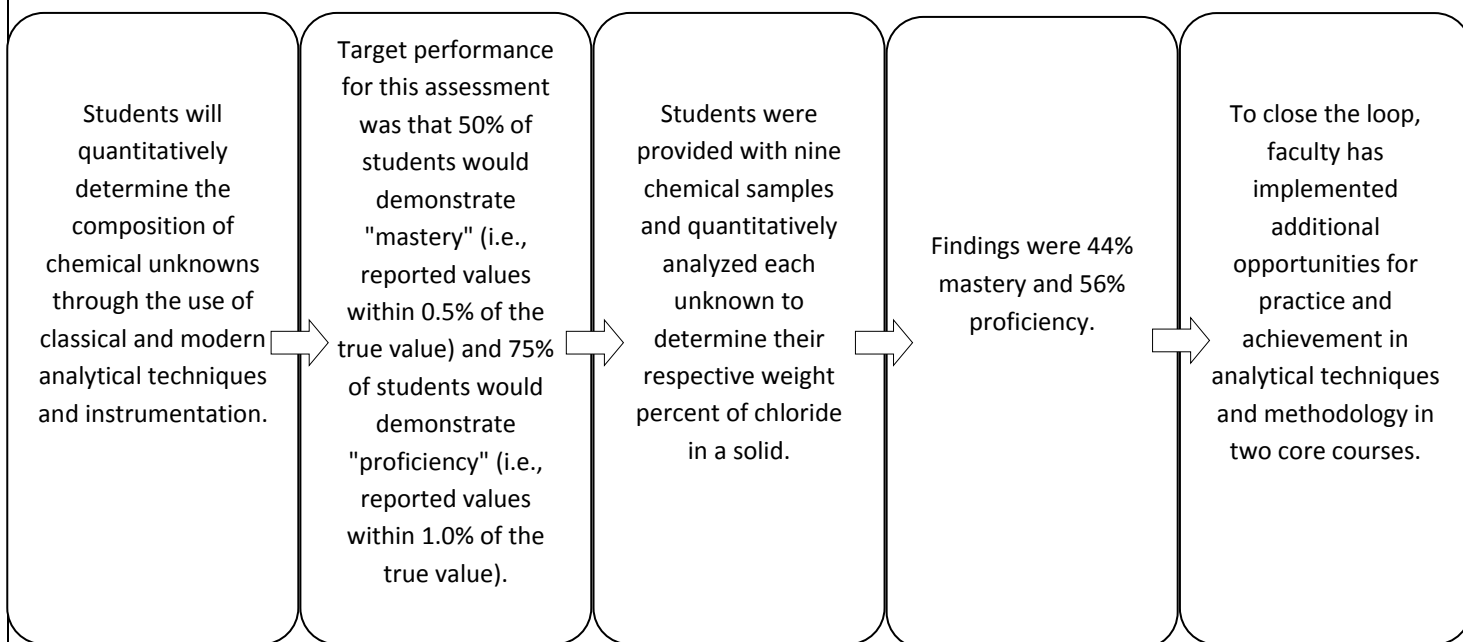 Students will
quantitatively
determine the
composition of
chemical unknowns
through the use of
classical and modern
analytical techniques
and instrumentation.
Target performance
for this assessment
was that 50% of
students would
demonstrate
"mastery" (i.e.,
reported values
within 0.5% of the
true value) and 75%
of students would
demonstrate
"proficiency" (i.e.,
reported values
within 1.0% of the
true value).
Students were
provided with nine
chemical samples
and quantitatively
analyzed each
unknown to
determine their
respective weight
percent of chloride
in a solid.
Findings were 44%
mastery and 56%
proficiency.
To close the loop,
faculty has
implemented
additional
opportunities for
practice and
achievement in
analytical techniques
and methodology in
two core courses.